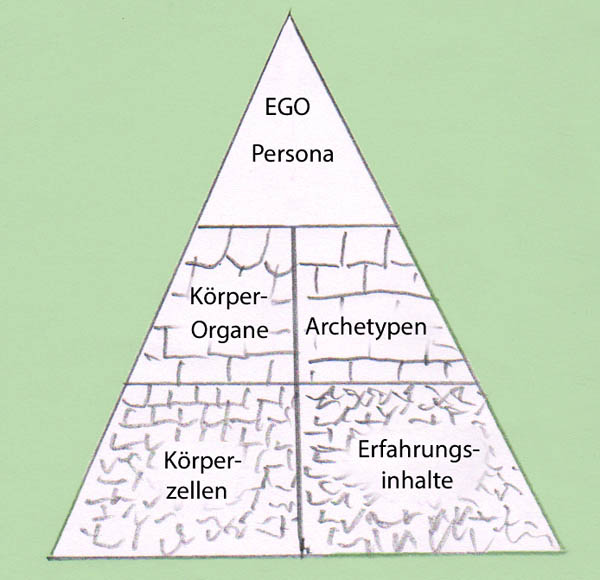 EGO
Persona
Körper-
Organe
Archetypen
Körper-
zellen
Erfahrungs-
inhalte